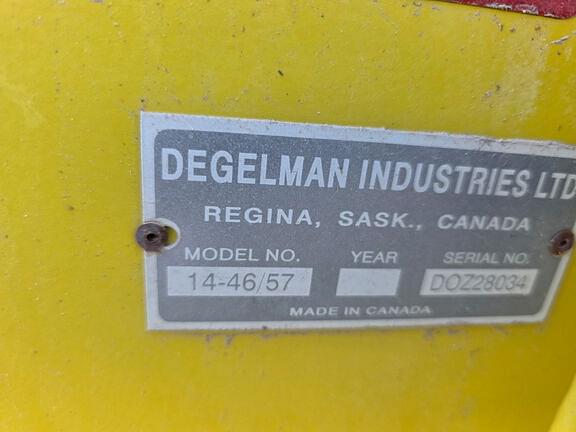 DEGELMAN INDUSTRIES LTD
REGINA, SASK., CANADA
MODEL NO. YEAR SERIAL NO.
14-46/57 DOZ28034
MADE IN CANADA